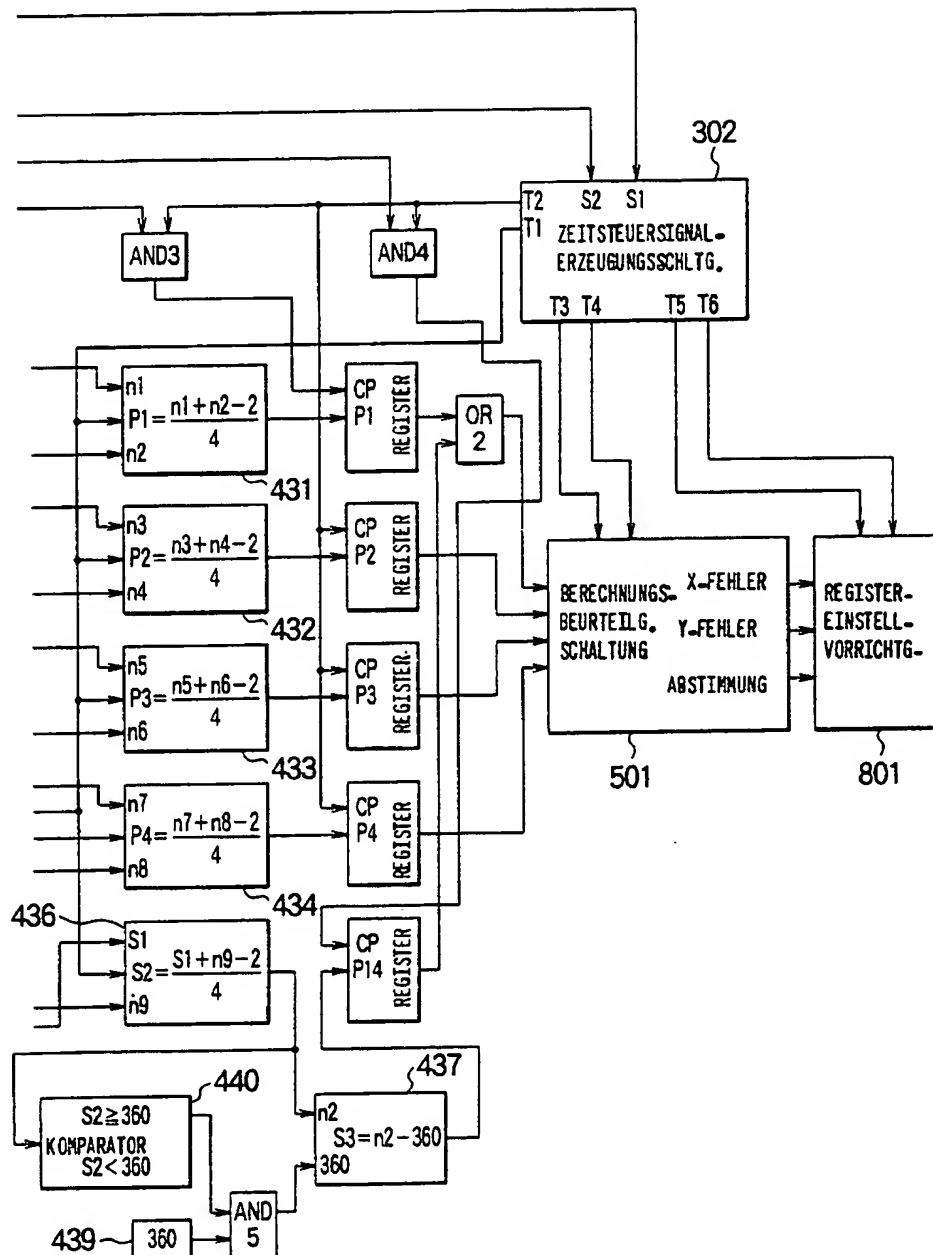 302
T2 S2 S1
T1
ZEITSTEUERSIGNAL-
ERZEUGUNGSSCHLTG.
T3 T4 T5 T6
AND3
AND4
n1
P1 = n1+n2-2
4
n2
431
CP
P1
REGISTER
OR
2
n3
P2 = n3+n4-2
4
n4
432
CP
P2
REGISTER
n5
P3 = n5+n6-2
4
n6
433
CP
P3
REGISTER
n7
P4 = n7+n8-2
4
n8
434
CP
P4
REGISTER
BERECHNUNGS-
BEURTEILG.
SCHALTUNG
X-FEHLER
Y-FEHLER
ABSTIMMUNG
501
REGISTER-
EINSTELL-
VORRICHTG-
801
436
S1
S2 = S1+n9-2
4
n9
CP
P14
REGISTER
440
S2≧360
KOMPARATOR
S2<360
437
n2
S3=n2-360
360
AND
5
439
360